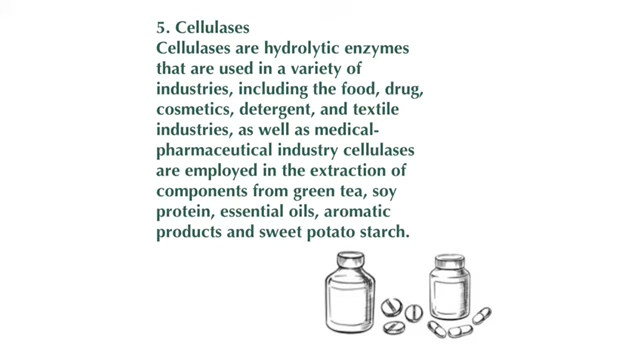 5. Cellulases
Cellulases are hydrolytic enzymes
that are used in a variety of
industries, including the food, drug,
cosmetics, detergent, and textile
industries, as well as medical-
pharmaceutical industry cellulases
are employed in the extraction of
components from green tea, soy
protein, essential oils, aromatic
products and sweet potato starch.